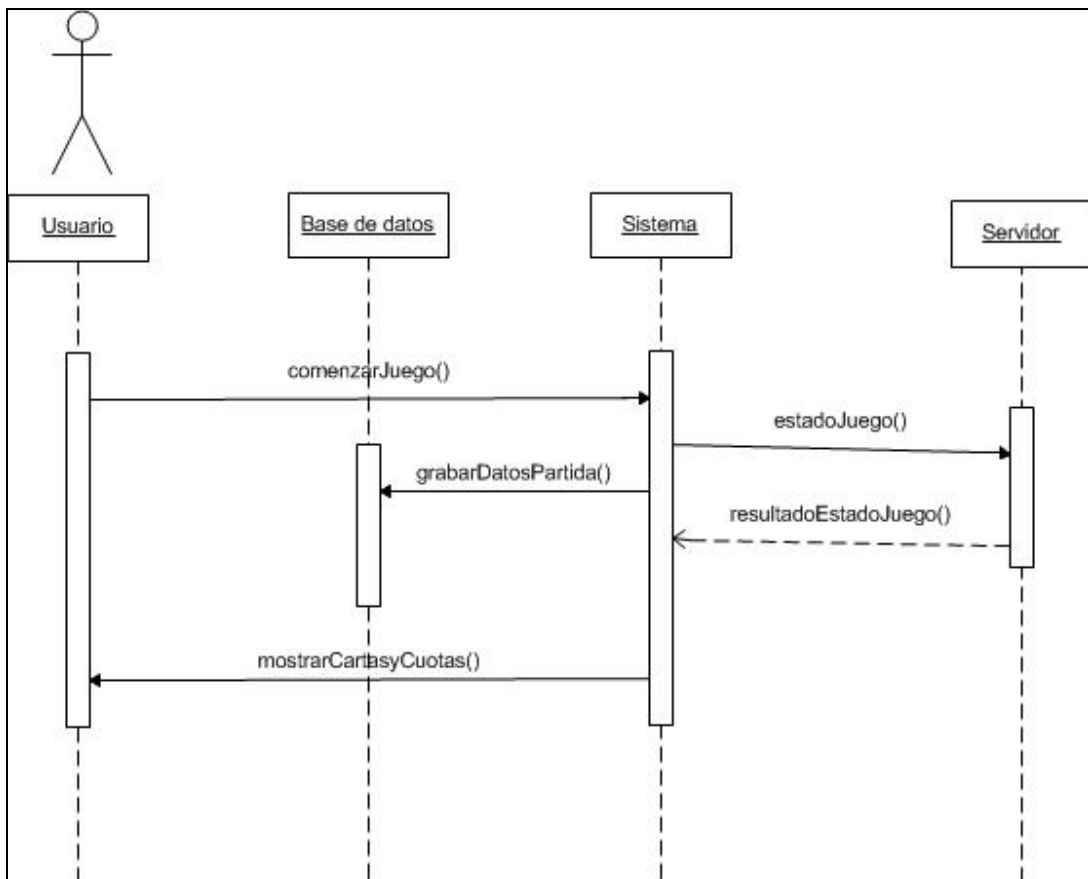 Usuario
Base de datos
Sistema
Servidor
comenzarJuego()
estadoJuego()
grabarDatosPartida()
resultadoEstadoJuego()
mostrarCartasyCuotas()